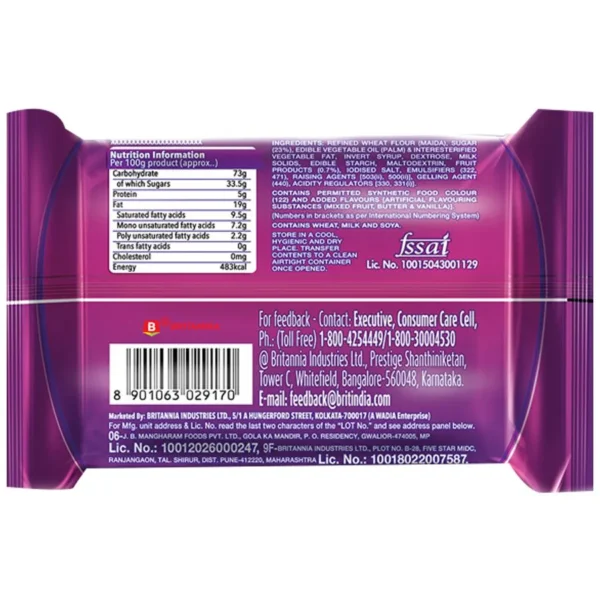 Nutrition Information
Per 100g product (approx..)
Carbohydrate 73g
of which Sugars 33.5g
Protein 5g
Fat 19g
Saturated fatty acids 9.5g
Mono unsaturated fatty acids 7.2g
Poly unsaturated fatty acids 2.2g
Trans fatty acids 0g
Cholesterol 0mg
Energy 483kcal
INGREDIENTS: REFINED WHEAT FLOUR (MAIDA), SUGAR
(23%), EDIBLE VEGETABLE OIL (PALM) & INTERESTERIFIED
VEGETABLE FAT, INVERT SYRUP, DEXTROSE, MILK
SOLIDS, EDIBLE STARCH, MALTODEXTRIN, FRUIT
PRODUCTS (0.7%), IODISED SALT, EMULSIFIERS (322,
471), RAISING AGENTS [503(ii), 500(ii)], GELLING AGENT
(440), ACIDITY REGULATORS [330, 331(i)].
CONTAINS PERMITTED SYNTHETIC FOOD COLOUR
(122) AND ADDED FLAVOURS (ARTIFICIAL FLAVOURING
SUBSTANCES (MIXED FRUIT, BUTTER & VANILLA).
(Numbers in brackets as per International Numbering System)
CONTAINS WHEAT, MILK AND SOYA.
STORE IN A COOL,
HYGIENIC AND DRY
PLACE. TRANSFER
CONTENTS TO A CLEAN
AIRTIGHT CONTAINER
ONCE OPENED.
fssai
Lic. No. 10015043001129
B
For feedback - Contact: Executive, Consumer Care Cell,
Ph.: (Toll Free) 1-800-4254449/1-800-30004530
@ Britannia Industries Ltd., Prestige Shanthiniketan,
Tower C, Whitefield, Bangalore-560048, Karnataka.
E-mail: feedback@britindia.com
8 901063 029170
Marketed By: BRITANNIA INDUSTRIES LTD., 5/1 A HUNGERFORD STREET, KOLKATA-700017 (A WADIA Enterprise)
For Mfg. unit address & Lic. No. read the last two characters of the "LOT No." and see address panel below.
06-J. B. MANGHARAM FOODS PVT. LTD., GOLA KA MANDIR, P. O. RESIDENCY, GWALIOR-474005, MP
Lic. No.: 10012026000247, 9F-BRITANNIA INDUSTRIES LTD., PLOT NO. B-28, FIVE STAR MIDC,
RANJANGAON, TAL. SHIRUR, DIST. PUNE-412220, MAHARASHTRA Lic. No.: 10018022007587.